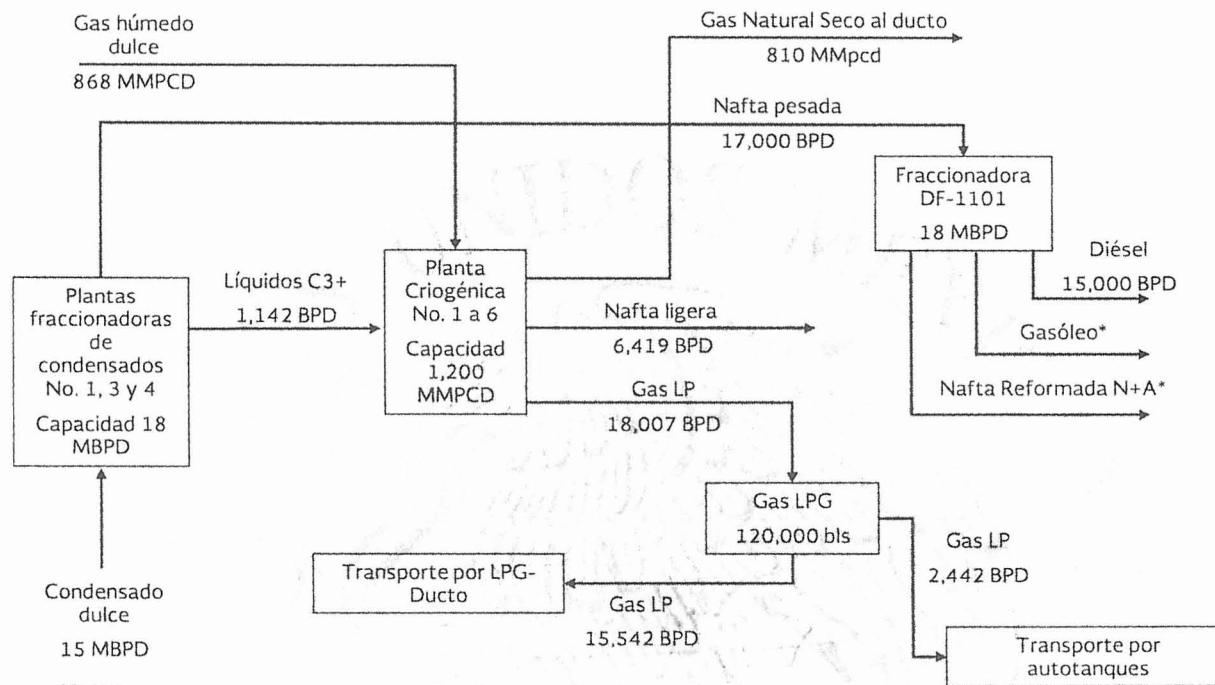 Gas húmedo
dulce
868 MMPCD
Gas Natural Seco al ducto
810 MMpcd
Nafta pesada
17,000 BPD
Fraccionadora
DF-1101
18 MBPD
Diésel
15,000 BPD
Gasóleo*
Nafta Reformada N+A*
Plantas
fraccionadoras
de
condensados
No. 1, 3 y 4
Capacidad 18
MBPD
Líquidos C3+
1,142 BPD
Planta
Criogénica
No. 1 a 6
Capacidad
1,200
MMPCD
Nafta ligera
6,419 BPD
Gas LP
18,007 BPD
Gas LPG
120,000 bls
Gas LP
2,442 BPD
Transporte por LPG-
Ducto
Gas LP
15,542 BPD
Condensado
dulce
15 MBPD
Transporte por
autotanques